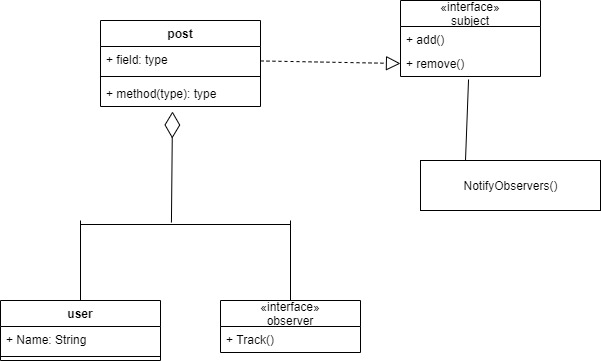 post
+ field: type
+ method(type): type
«interface»
subject
+ add()
+ remove()
NotifyObservers()
user
+ Name: String
«interface»
observer
+ Track()